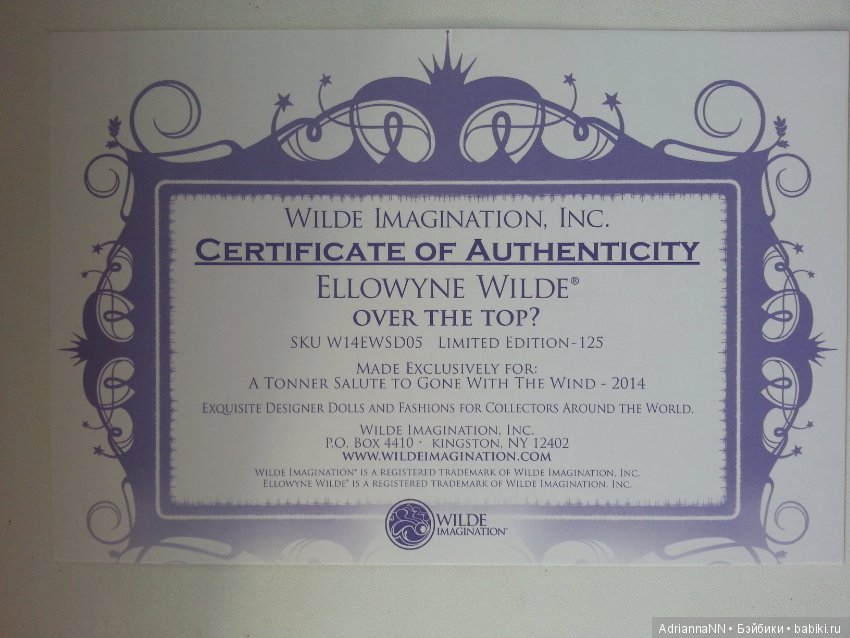 WILDE IMAGINATION, INC.
CERTIFICATE OF AUTHENTICITY
ELLOWYNE WILDE®
OVER THE TOP?
SKU W14EWSD05 LIMITED EDITION-125
MADE EXCLUSIVELY FOR:
A TONNER SALUTE TO GONE WITH THE WIND - 2014
EXQUISITE DESIGNER DOLLS AND FASHIONS FOR COLLECTORS AROUND THE WORLD.
WILDE IMAGINATION, INC.
P.O. BOX 4410 · KINGSTON, NY 12402
WWW.WILDEIMAGINATION.COM
WILDE IMAGINATION® IS A REGISTERED TRADEMARK OF WILDE IMAGINATION, INC.
ELLOWYNE WILDE® IS A REGISTERED TRADEMARK OF WILDE IMAGINATION, INC.
WILDE
IMAGINATION®
AdriannaNN • Бэйбики • babiki.ru